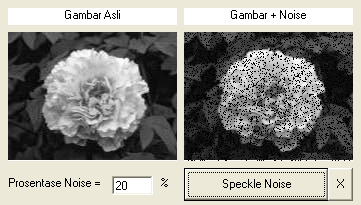 Gambar Asli
Gambar + Noise
Prosentase Noise = 20 %
Speckle Noise
X